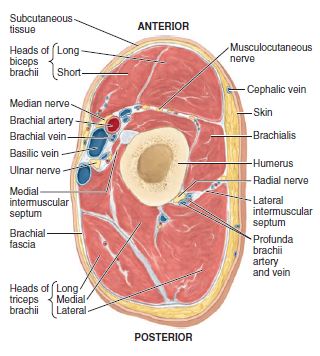 Subcutaneous
tissue
ANTERIOR
Heads of
biceps
brachii
Long
Short
Musculocutaneous
nerve
Median nerve
Brachial artery
Brachial vein
Basilic vein
Ulnar nerve
Medial
intermuscular
septum
Brachial
fascia
Heads of
triceps
brachii
Long
Medial
Lateral
Cephalic vein
Skin
Brachialis
Humerus
Radial nerve
Lateral
intermuscular
septum
Profunda
brachii
artery
and vein
POSTERIOR